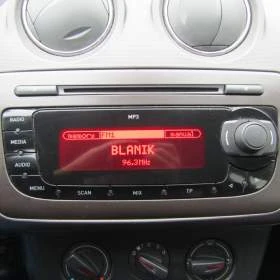 MP3
RADIO
memory FM1 manual
MEDIA
BLANIK
96.3MHz
AUDIO
MENU SCAN MIX TP